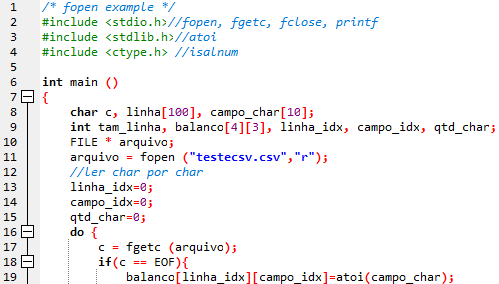 1 /* fopen example */
2 #include <stdio.h>//fopen, fgetc, fclose, printf
3 #include <stdlib.h>//atoi
4 #include <ctype.h> //isalnum
5
6 int main ()
7 {
8 char c, linha[100], campo_char[10];
9 int tam_linha, balanco[4][3], linha_idx, campo_idx, qtd_char;
10 FILE * arquivo;
11 arquivo = fopen ("testecsv.csv","r");
12 //ler char por char
13 linha_idx=0;
14 campo_idx=0;
15 qtd_char=0;
16 do {
17 c = fgetc (arquivo);
18 if(c == EOF){
19 balanco[linha_idx][campo_idx]=atoi(campo_char);